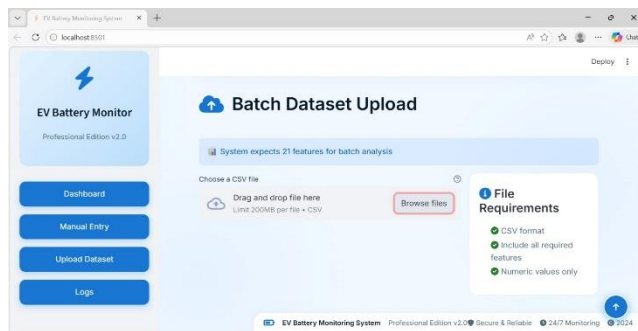 EV Battery Monitoring System
localhost:8501
Chat
Deploy
EV Battery Monitor
Professional Edition v2.0
Dashboard
Manual Entry
Upload Dataset
Logs
Batch Dataset Upload
System expects 21 features for batch analysis
Choose a CSV file
Drag and drop file here
Limit 200MB per file • CSV
Browse files
File
Requirements
CSV format
Include all required
features
Numeric values only
EV Battery Monitoring System Professional Edition v2.0 Secure & Reliable 24/7 Monitoring 2024